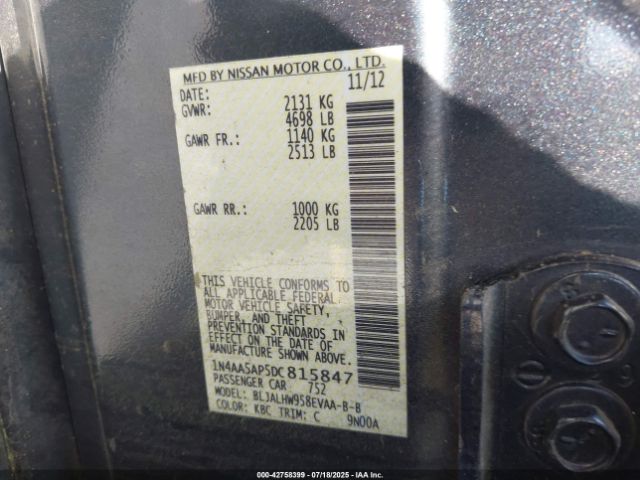 MFD BY NISSAN MOTOR CO., LTD.
DATE: 11/12
GVWR: 2131 KG
4698 LB
GAWR FR.: 1140 KG
2513 LB
GAWR RR.: 1000 KG
2205 LB
THIS VEHICLE CONFORMS TO
ALL APPLICABLE FEDERAL
MOTOR VEHICLE SAFETY,
BUMPER, AND THEFT
PREVENTION STANDARDS IN
EFFECT ON THE DATE OF
MANUFACTURE SHOWN ABOVE.
1N4AA5AP5DC815847
PASSENGER CAR 752
MODEL: BLJALHW958EVAA-B-B
COLOR: KBC TRIM: C 9N00A
000-42758399 - 07/18/2025 - IAAI.COM